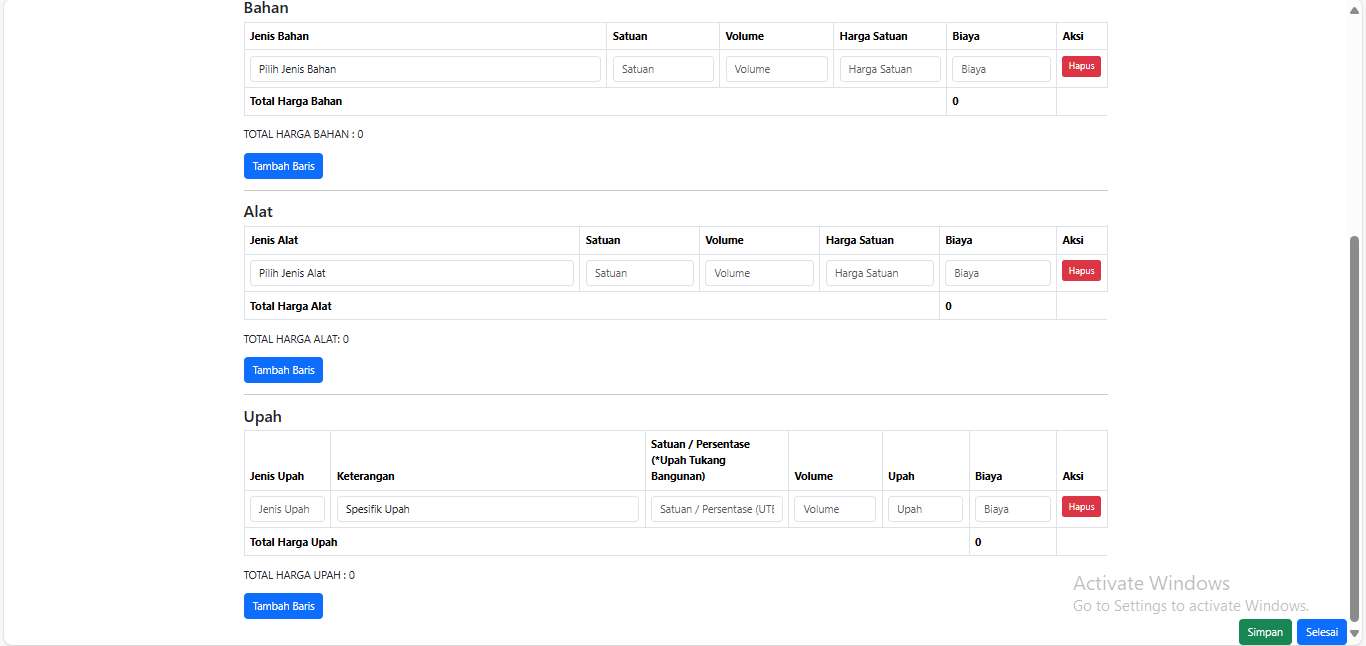 Bahan
Jenis Bahan Satuan Volume Harga Satuan Biaya Aksi
Pilih Jenis Bahan Satuan Volume Harga Satuan Biaya Hapus
Total Harga Bahan 0
TOTAL HARGA BAHAN : 0
Tambah Baris
Alat
Jenis Alat Satuan Volume Harga Satuan Biaya Aksi
Pilih Jenis Alat Satuan Volume Harga Satuan Biaya Hapus
Total Harga Alat 0
TOTAL HARGA ALAT: 0
Tambah Baris
Upah
Satuan / Persentase
(*Upah Tukang
Jenis Upah Keterangan Bangunan) Volume Upah Biaya Aksi
Jenis Upah Spesifik Upah Satuan / Persentase (UTE Volume Upah Biaya Hapus
Total Harga Upah 0
TOTAL HARGA UPAH : 0
Tambah Baris
Activate Windows
Go to Settings to activate Windows.
Simpan Selesai